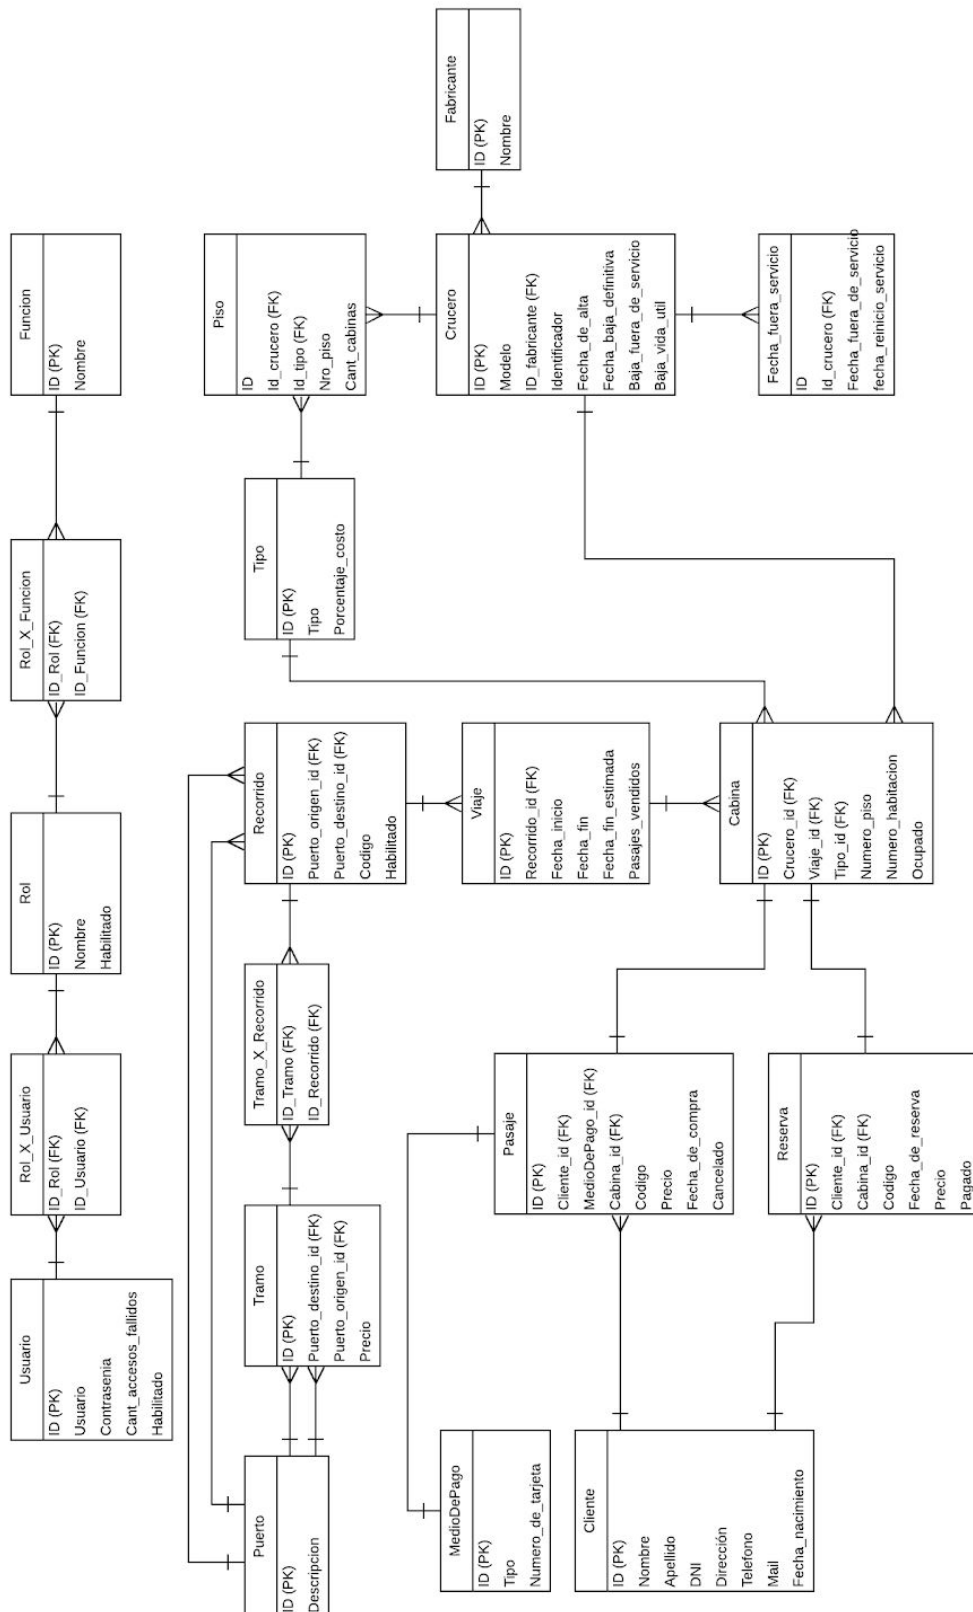 Usuario
ID (PK)
Usuario
Contrasenia
Cant_accesos_fallidos
Habilitado
Rol_X_Usuario
ID_Rol (FK)
ID_Usuario (FK)
Rol
ID (PK)
Nombre
Habilitado
Rol_X_Funcion
ID_Rol (FK)
ID_Funcion (FK)
Funcion
ID (PK)
Nombre
Puerto
ID (PK)
Descripcion
Tramo
ID (PK)
Puerto_destino_id (FK)
Puerto_origen_id (FK)
Precio
Tramo_X_Recorrido
ID_Tramo (FK)
ID_Recorrido (FK)
Recorrido
ID (PK)
Puerto_origen_id (FK)
Puerto_destino_id (FK)
Codigo
Habilitado
Tipo
ID (PK)
Tipo
Porcentaje_costo
Piso
ID
Id_crucero (FK)
Id_tipo (FK)
Nro_piso
Cant_cabinas
MedioDePago
ID (PK)
Tipo
Numero_de_tarjeta
Pasaje
ID (PK)
Cliente_id (FK)
MedioDePago_id (FK)
Cabina_id (FK)
Codigo
Precio
Fecha_de_compra
Cancelado
Viaje
ID (PK)
Recorrido_id (FK)
Fecha_inicio
Fecha_fin
Fecha_fin_estimada
Pasajes_vendidos
Crucero
ID (PK)
Modelo
ID_fabricante (FK)
Identificador
Fecha_de_alta
Fecha_baja_definitiva
Baja_fuera_de_servicio
Baja_vida_util
Fabricante
ID (PK)
Nombre
Cliente
ID (PK)
Nombre
Apellido
DNI
Dirección
Telefono
Mail
Fecha_nacimiento
Reserva
ID (PK)
Cliente_id (FK)
Cabina_id (FK)
Codigo
Fecha_de_reserva
Precio
Pagado
Cabina
ID (PK)
Crucero_id (FK)
Viaje_id (FK)
Tipo_id (FK)
Numero_piso
Numero_habitacion
Ocupado
Fecha_fuera_servicio
ID
Id_crucero (FK)
Fecha_fuera_de_servicio
fecha_reinicio_servicio